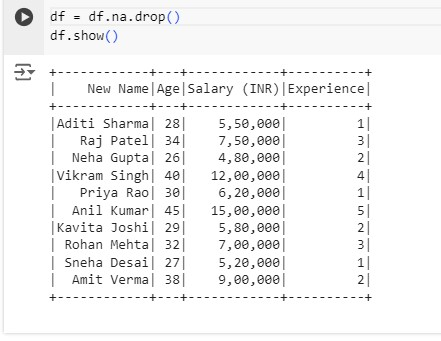 df = df.na.drop()
df.show()
+------------+---+------------+----------+
|    New Name|Age|Salary (INR)|Experience|
+------------+---+------------+----------+
|Aditi Sharma| 28|    5,50,000|         1|
|   Raj Patel| 34|    7,50,000|         3|
|  Neha Gupta| 26|    4,80,000|         2|
|Vikram Singh| 40|   12,00,000|         4|
|   Priya Rao| 30|    6,20,000|         1|
|  Anil Kumar| 45|   15,00,000|         5|
|Kavita Joshi| 29|    5,80,000|         2|
| Rohan Mehta| 32|    7,00,000|         3|
| Sneha Desai| 27|    5,20,000|         1|
|  Amit Verma| 38|    9,00,000|         2|
+------------+---+------------+----------+